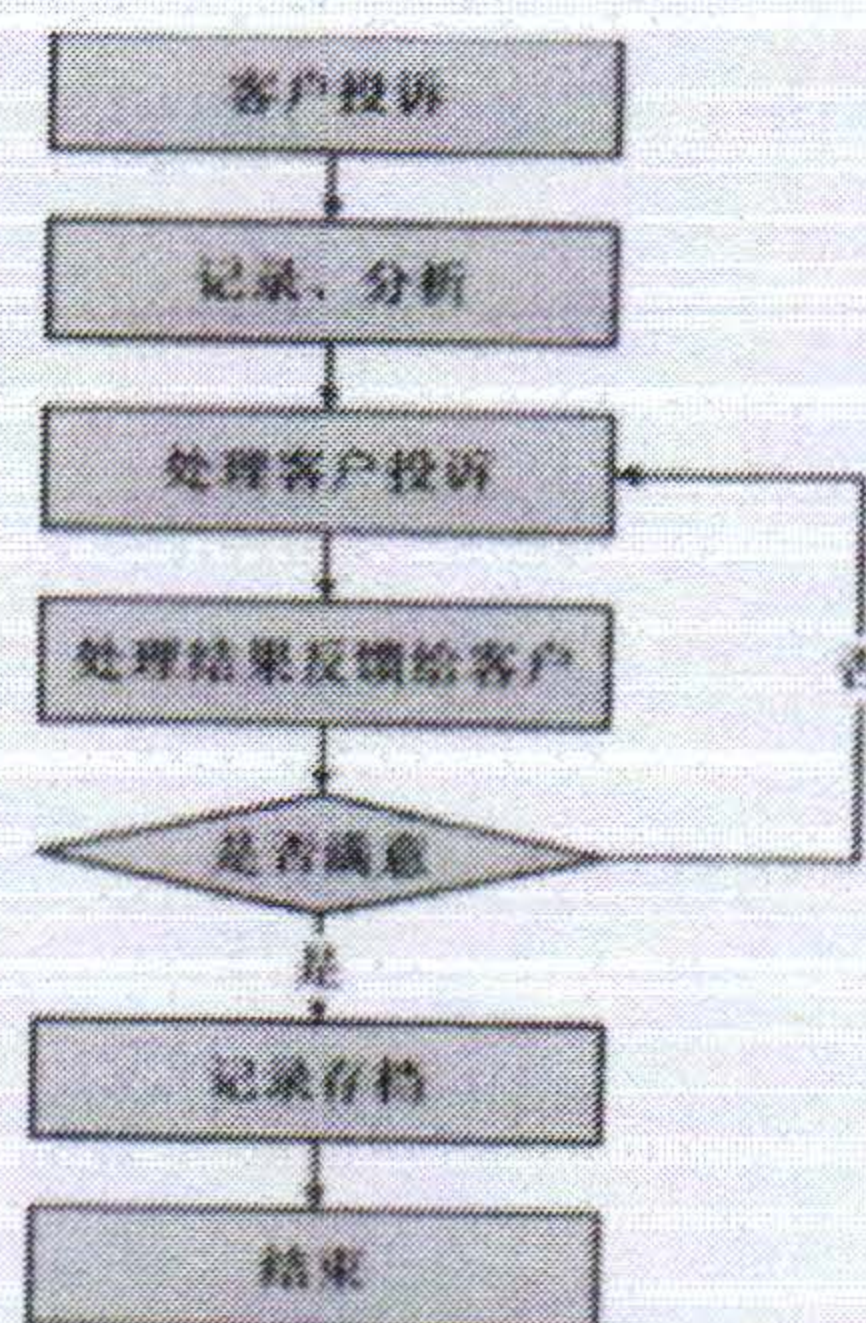 客户投诉
记录、分析
处理客户投诉
处理结果反馈给客户
否
是否满意
是
记录存档
结束